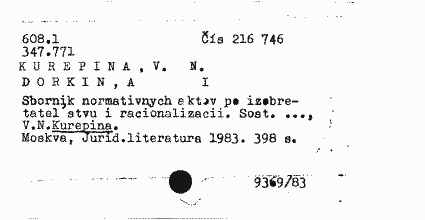 608.1 Čís 216 746
347.771
KUREPINA, V. N.
DORKIN, A I
Sbornik normativnych aktov po izobre-
tatel'stvu i racionalizacii. Sost. ...,
V.N.Kurepina.
Moskva, Jurid.literatura 1983. 398 s.
9369/83